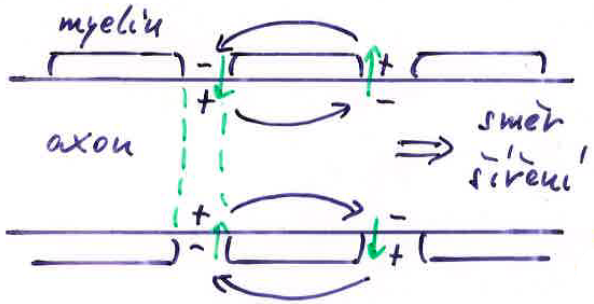 myelin
- +
+ -
axon
směr
šíření
+ -
- +